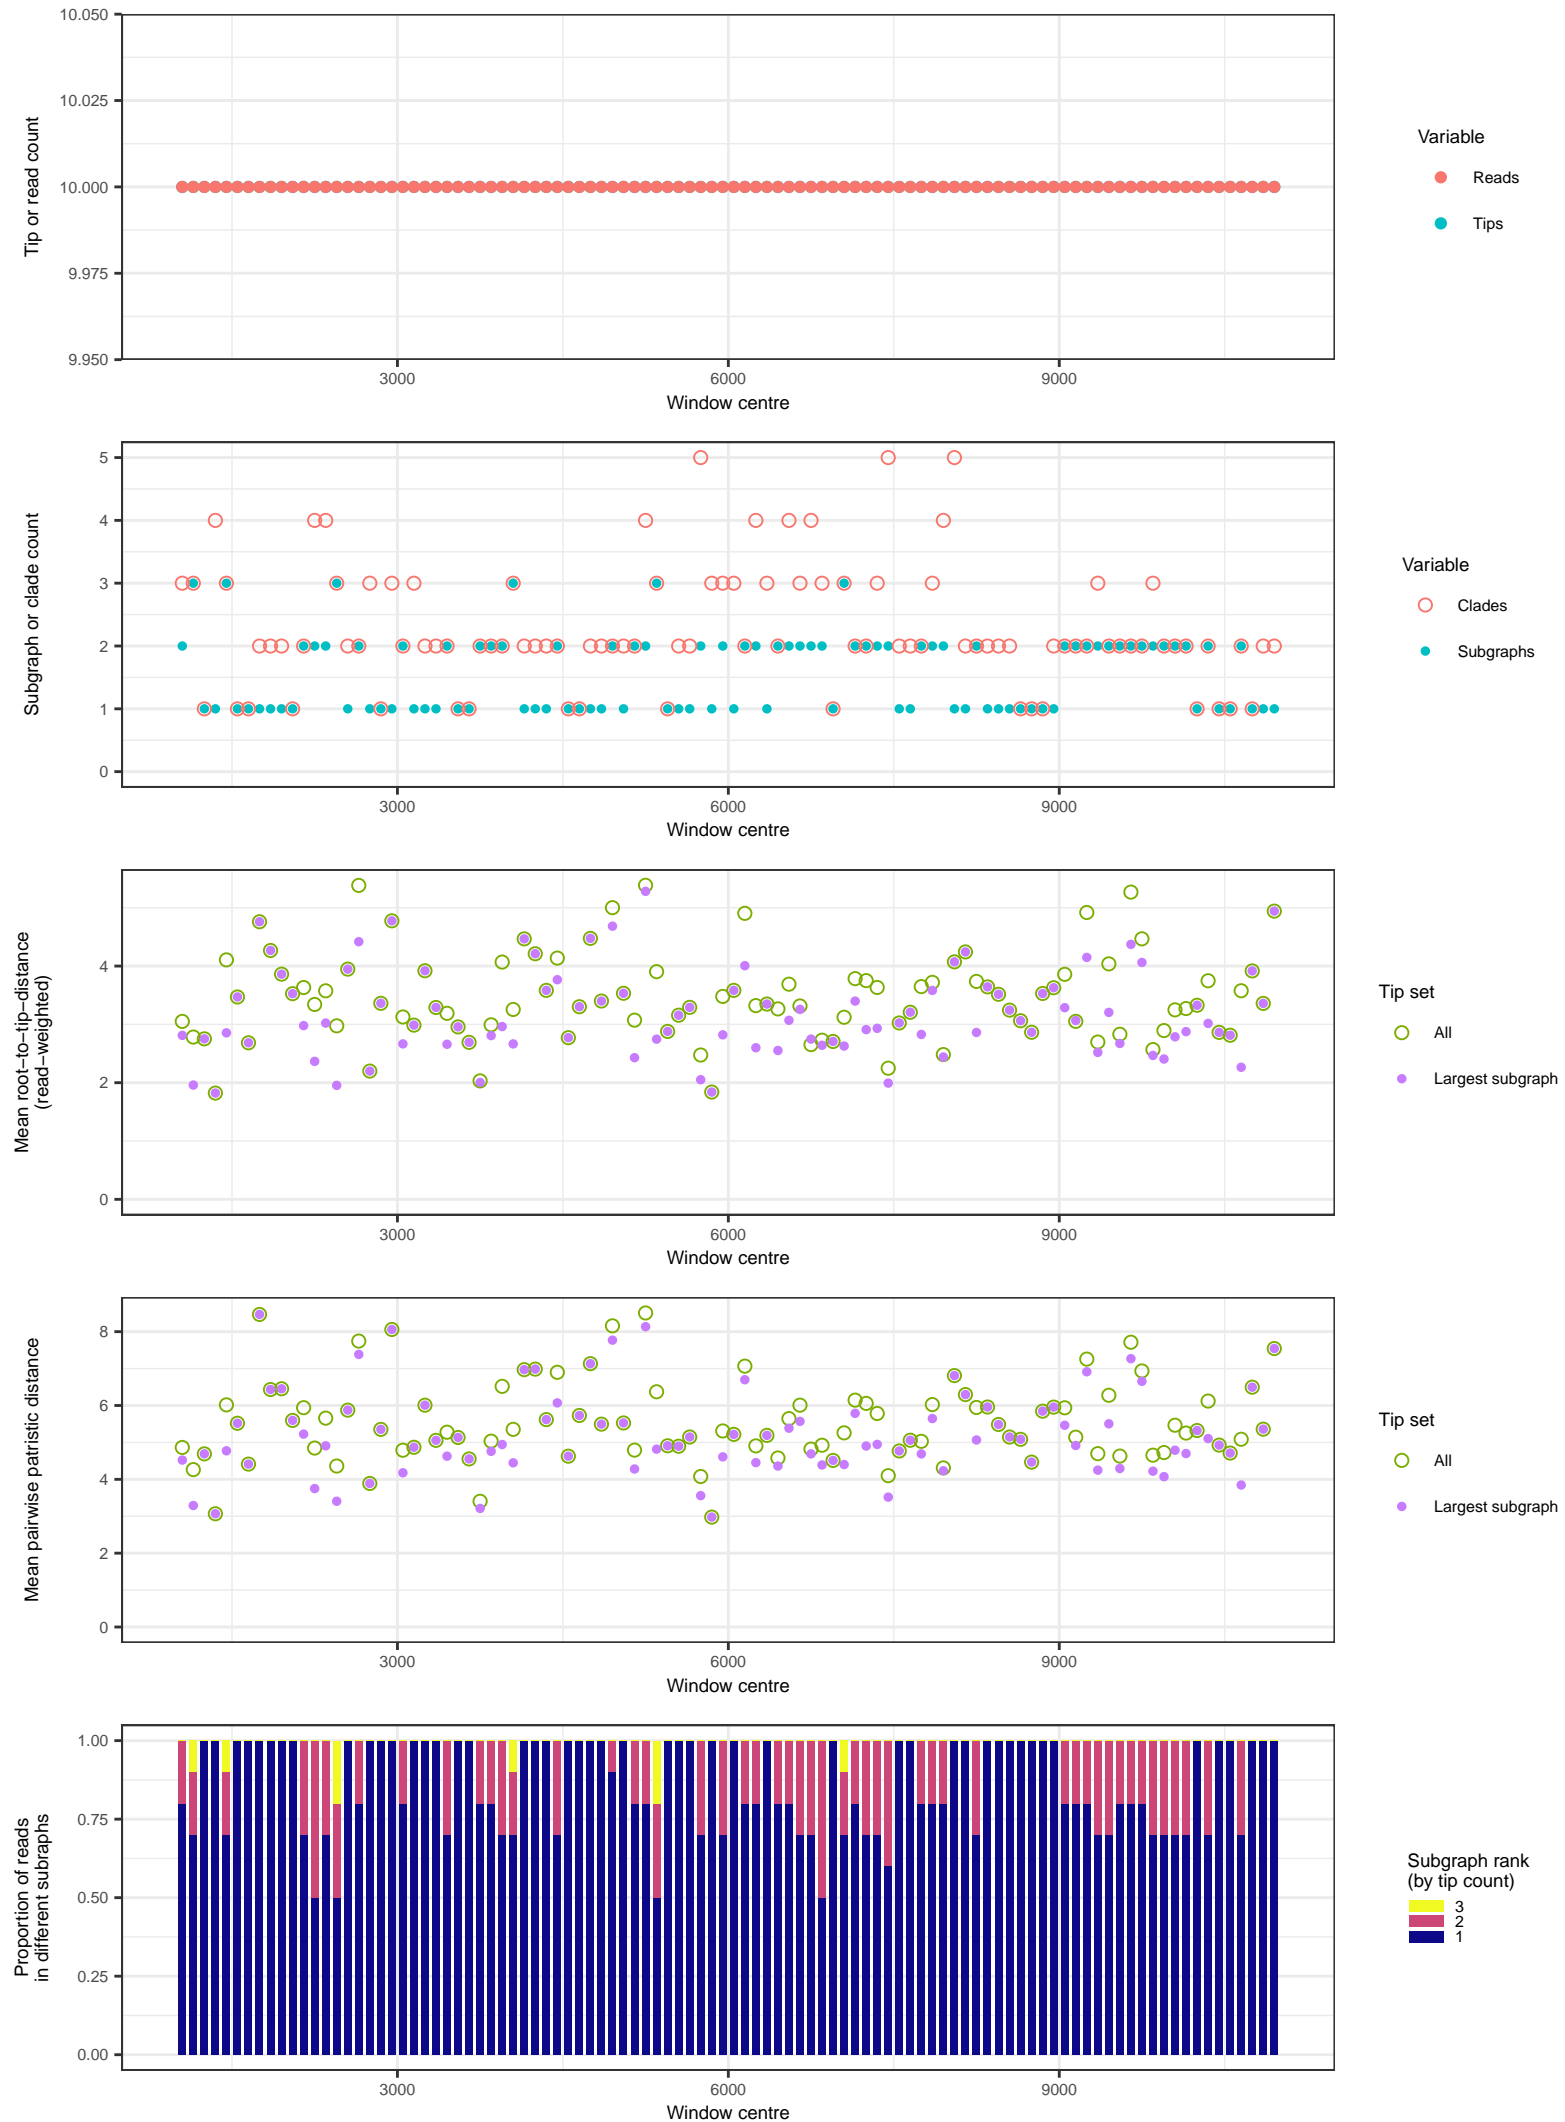 10.050
10.025
10.000
9.975
9.950
Tip or read count
3000 6000 9000
Window centre
Variable
Reads
Tips
5
4
3
2
1
0
Subgraph or clade count
3000 6000 9000
Window centre
Variable
Clades
Subgraphs
4
2
0
Mean root−to−tip−distance
(read−weighted)
3000 6000 9000
Window centre
Tip set
All
Largest subgraph
8
6
4
2
0
Mean pairwise patristic distance
3000 6000 9000
Window centre
Tip set
All
Largest subgraph
1.00
0.75
0.50
0.25
0.00
Proportion of reads
in different subraphs
3000 6000 9000
Window centre
Subgraph rank
(by tip count)
3
2
1